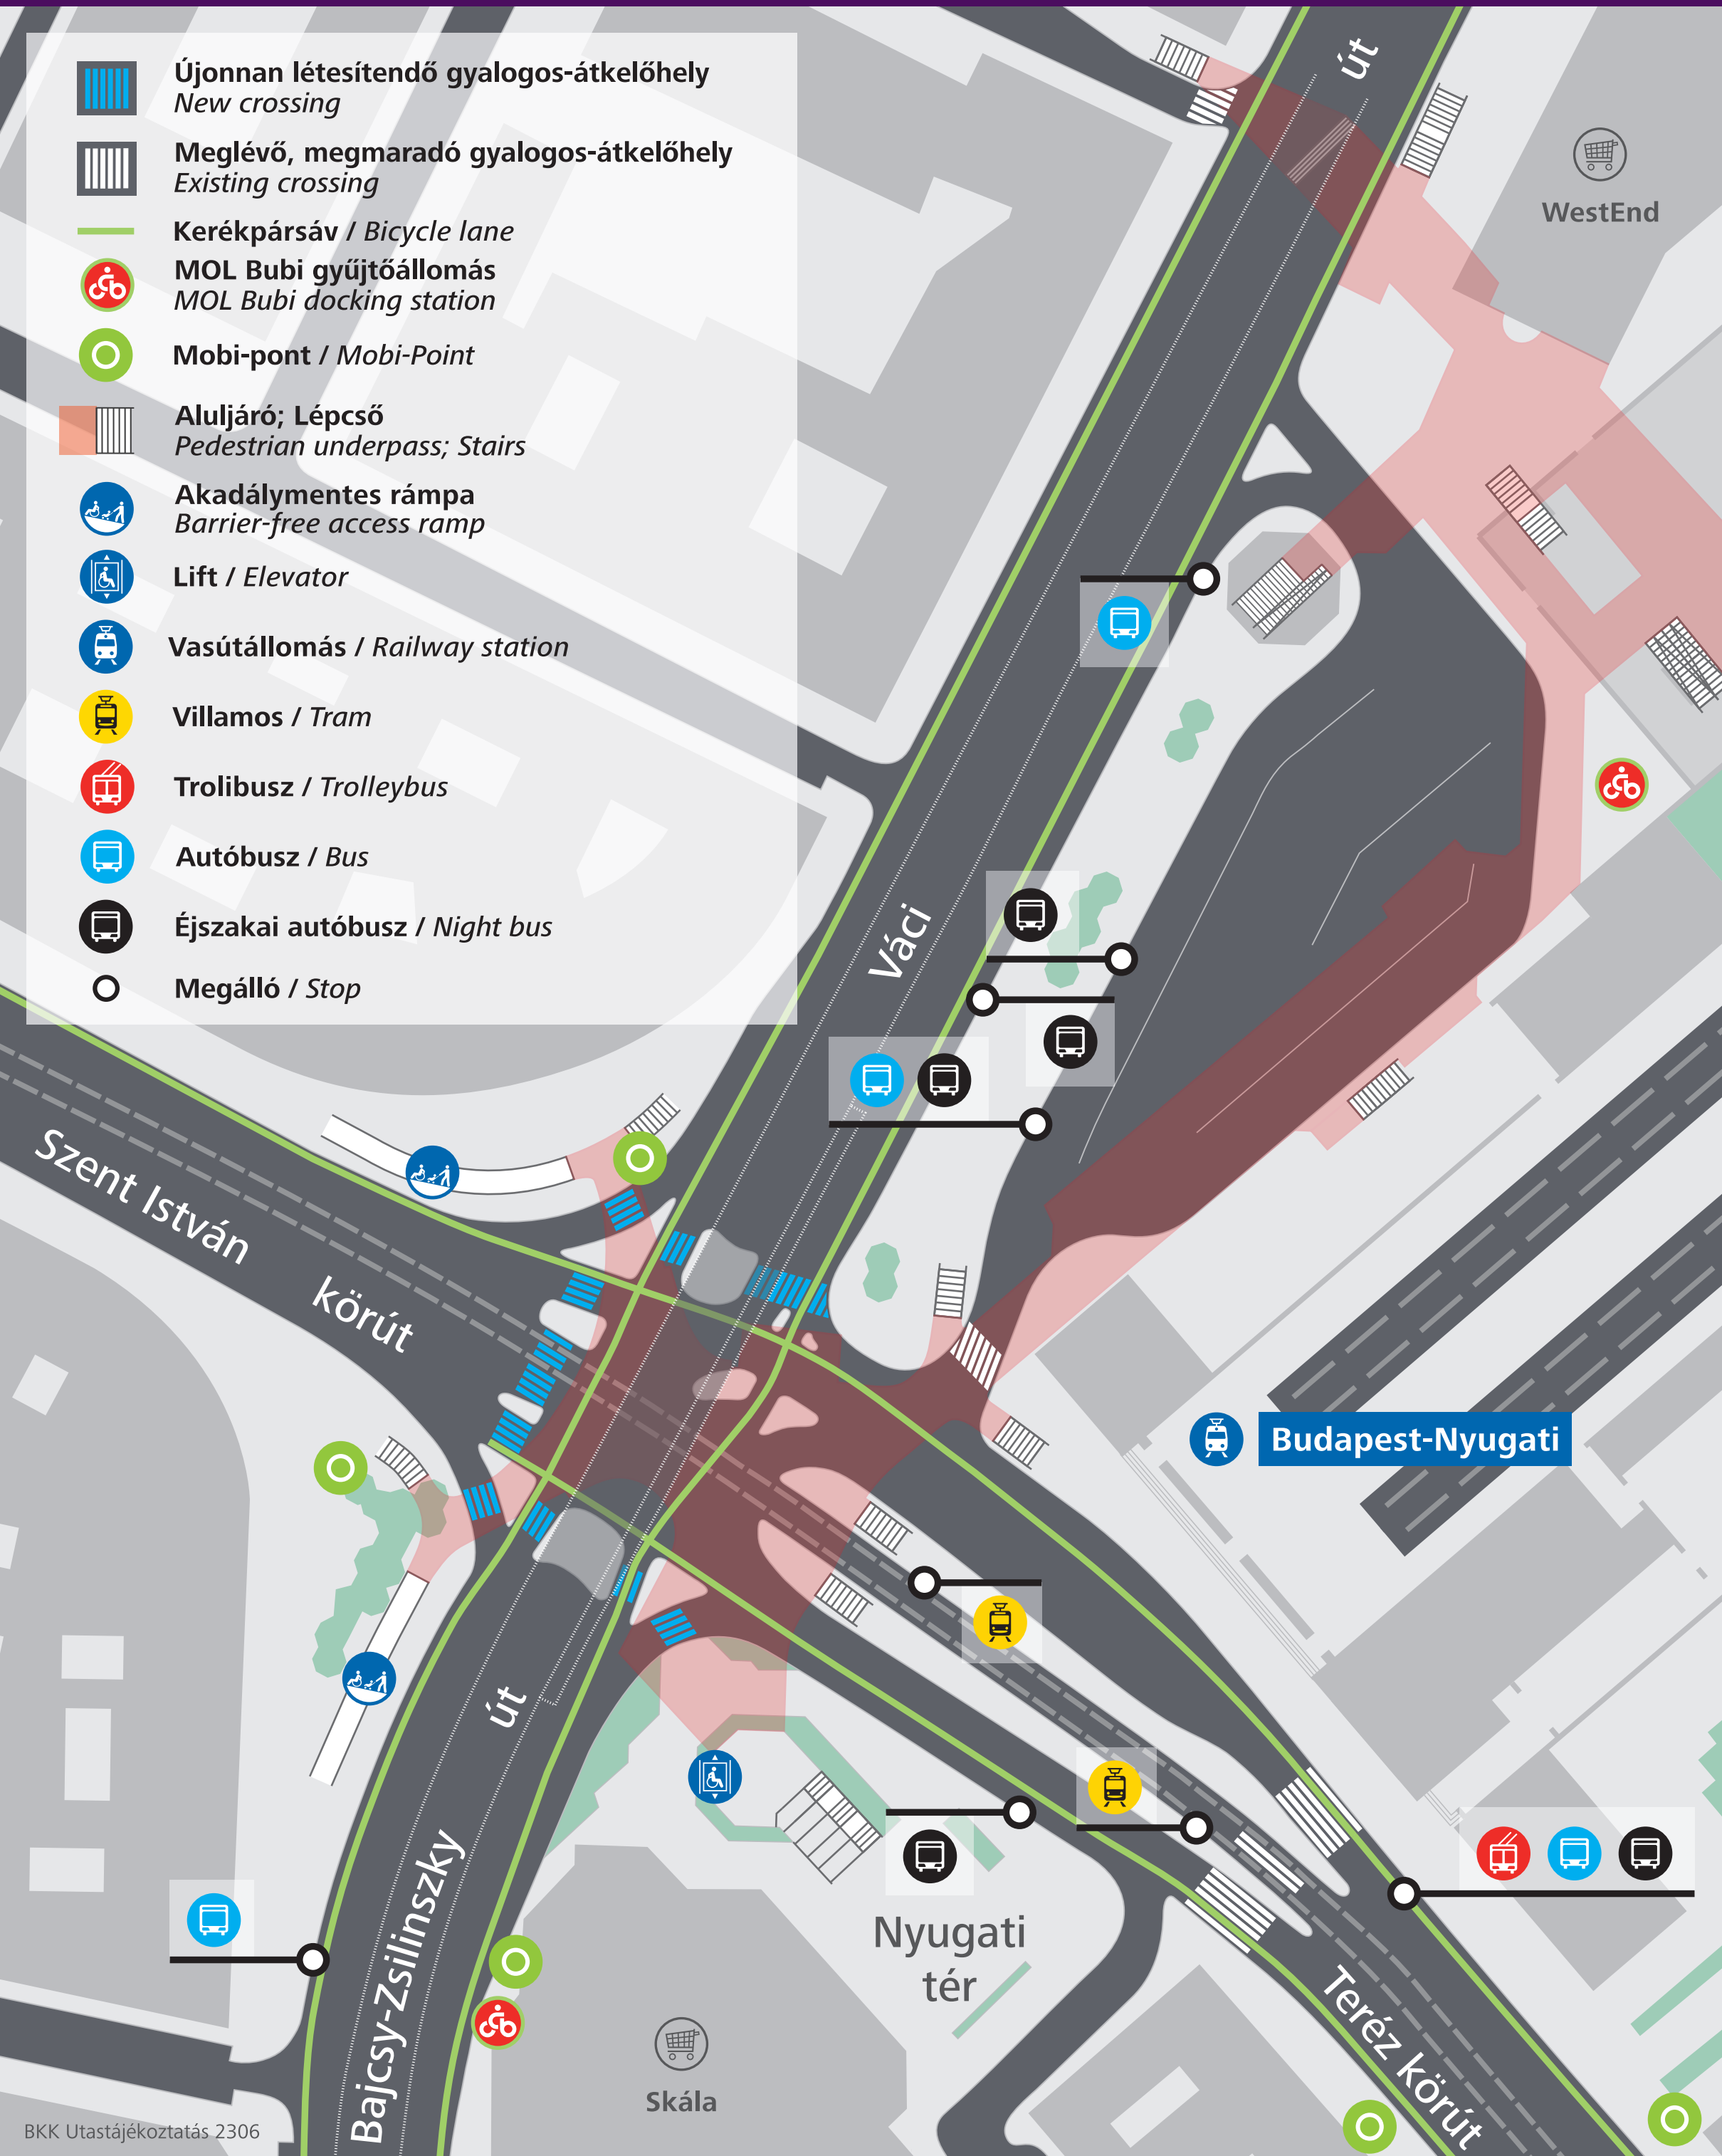 Újonnan létesítendő gyalogos-átkelőhely
New crossing
Meglévő, megmaradó gyalogos-átkelőhely
Existing crossing
Kerékpársáv / Bicycle lane
MOL Bubi gyűjtőállomás
MOL Bubi docking station
Mobi-pont / Mobi-Point
Aluljáró; Lépcső
Pedestrian underpass; Stairs
Akadálymentes rámpa
Barrier-free access ramp
Lift / Elevator
Vasútállomás / Railway station
Villamos / Tram
Trolibusz / Trolleybus
Autóbusz / Bus
Éjszakai autóbusz / Night bus
Megálló / Stop
út
WestEnd
Váci
Szent István
körút
Budapest-Nyugati
út
Bajcsy-Zsilinszky
Nyugati
tér
Teréz körút
Skála
BKK Utastájékoztatás 2306